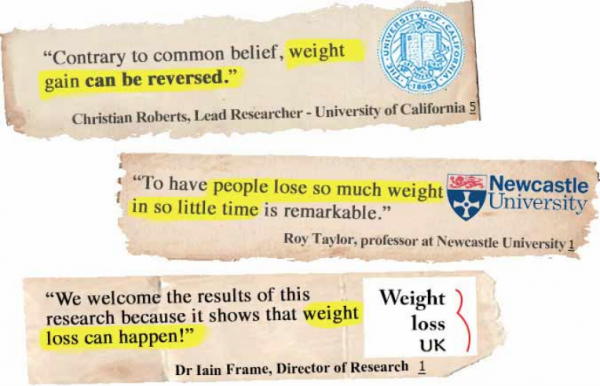 “Contrary to common belief, weight
gain can be reversed.”
THE · UNIVERSITY · OF · CALIFORNIA
· 1868 ·
Christian Roberts, Lead Researcher - University of California 5
“To have people lose so much weight
in so little time is remarkable.”
Newcastle
University
Roy Taylor, professor at Newcastle University 1
“We welcome the results of this
research because it shows that weight
loss can happen!”
Weight
loss
UK
Dr Iain Frame, Director of Research 1